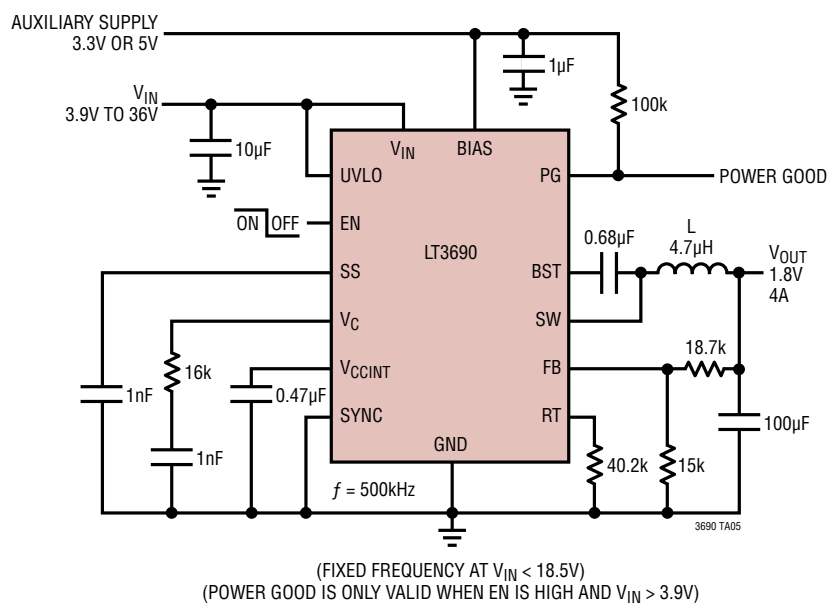 AUXILIARY SUPPLY
3.3V OR 5V
1µF
V_IN
3.9V TO 36V
100k
10µF
V_IN
BIAS
UVLO
PG
POWER GOOD
ON OFF
EN
LT3690
0.68µF
L
4.7µH
V_OUT
1.8V
4A
SS
BST
V_C
SW
16k
18.7k
V_CCINT
FB
1nF
0.47µF
SYNC
RT
100µF
GND
1nF
40.2k
15k
ƒ = 500kHz
3690 TA05
(FIXED FREQUENCY AT V_IN < 18.5V)
(POWER GOOD IS ONLY VALID WHEN EN IS HIGH AND V_IN > 3.9V)